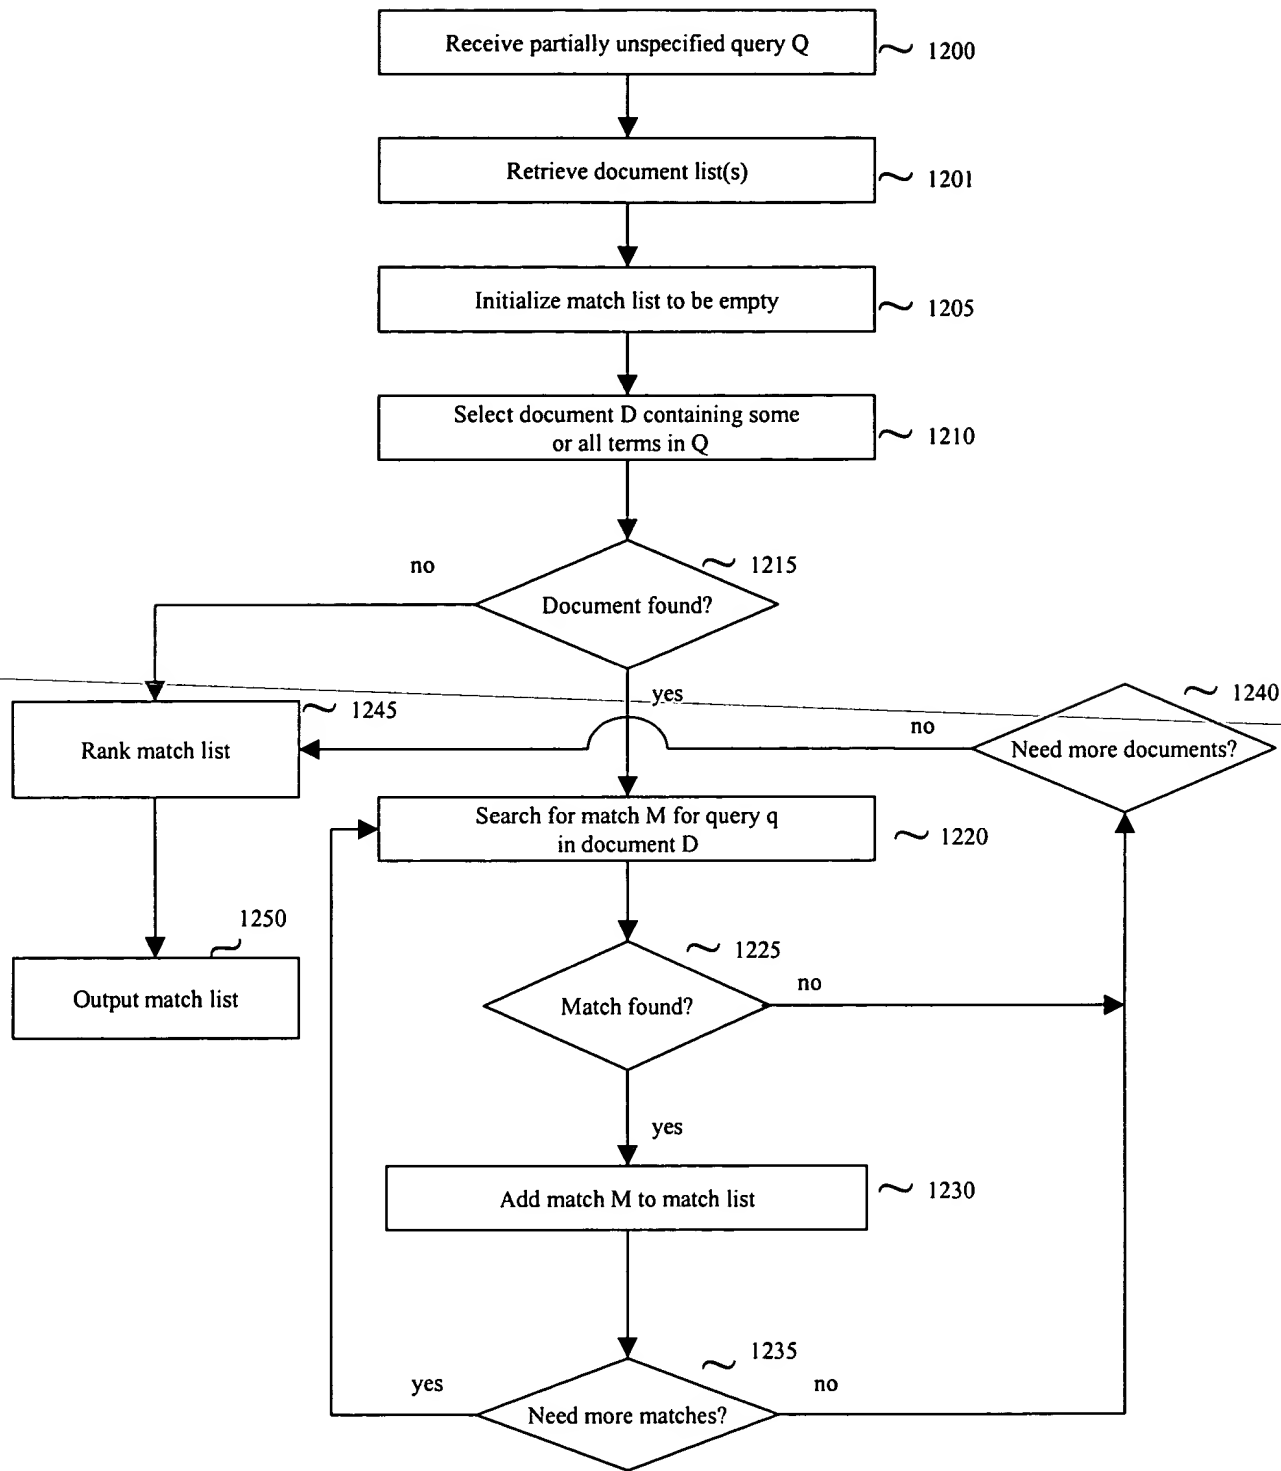 Receive partially unspecified query Q
1200
Retrieve document list(s)
1201
Initialize match list to be empty
1205
Select document D containing some
or all terms in Q
1210
no
1215
Document found?
yes
1240
1245
no
Rank match list
Need more documents?
Search for match M for query q
in document D
1220
1250
1225
no
Output match list
Match found?
yes
Add match M to match list
1230
1235
yes
no
Need more matches?